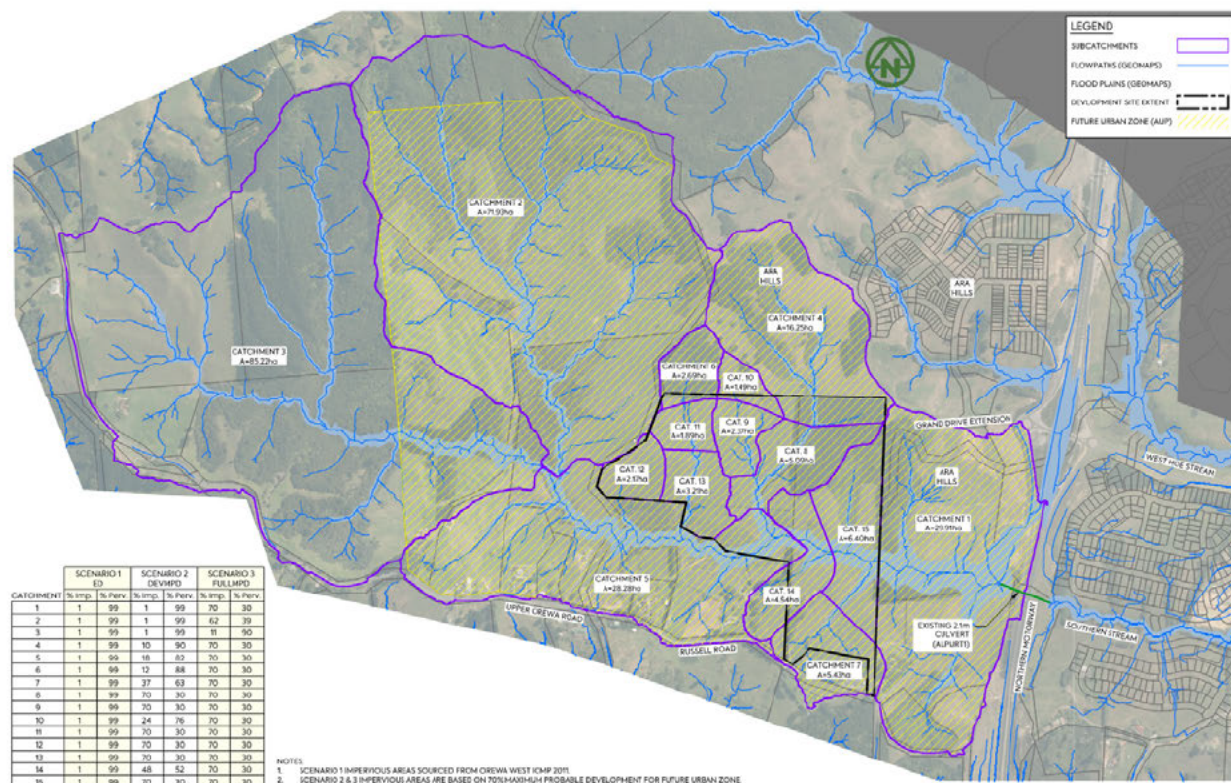 LEGEND
SUBCATCHMENTS
FLOWPATHS (GEOMAPS)
FLOOD PLAINS (GEOMAPS)
DEVELOPMENT SITE EXTENT
FUTURE URBAN ZONE (AUP)
N
CATCHMENT 2
A=71.93ha
ARA
HILLS
CATCHMENT 4
A=16.25ha
ARA
HILLS
CATCHMENT 3
A=85.22ha
CATCHMENT 6
A=2.69ha
CAT. 10
A=1.49ha
CAT. 11
A=1.89ha
CAT. 9
A=2.37ha
CAT. 8
A=5.09ha
GRAND DRIVE EXTENSION
WEST HUE STREAN
CAT. 12
A=2.17ha
CAT. 13
A=3.21ha
ARA
HILLS
CATCHMENT 1
A=29.91ha
CAT. 15
A=6.40ha
CATCHMENT 5
A=28.28ha
CAT. 14
A=4.54ha
UPPER OREWA ROAD
RUSSELL ROAD
CATCHMENT 7
A=5.43ha
EXISTING 2.1m
CULVERT
(ALPURT1)
NORTHERN MOTORWAY
SOUTHERN STREAM
SCENARIO 1 SCENARIO 2 SCENARIO 3
ED DEVMPD FULLMPD
CATCHMENT % Imp. % Perv. % Imp. % Perv. % Imp. % Perv.
1 1 99 1 99 70 30
2 1 99 1 99 62 39
3 1 99 1 99 11 90
4 1 99 10 90 70 30
5 1 99 18 82 70 30
6 1 99 12 88 70 30
7 1 99 37 63 70 30
8 1 99 70 30 70 30
9 1 99 70 30 70 30
10 1 99 24 76 70 30
11 1 99 70 30 70 30
12 1 99 70 30 70 30
13 1 99 70 30 70 30
14 1 99 48 52 70 30
15 1 99 70 30 70 30
NOTES
1. SCENARIO 1 IMPERVIOUS AREAS SOURCED FROM OREWA WEST ICMP 2011.
2. SCENARIO 2 & 3 IMPERVIOUS AREAS ARE BASED ON 70% MAXIMUM PROBABLE DEVELOPMENT FOR FUTURE URBAN ZONE